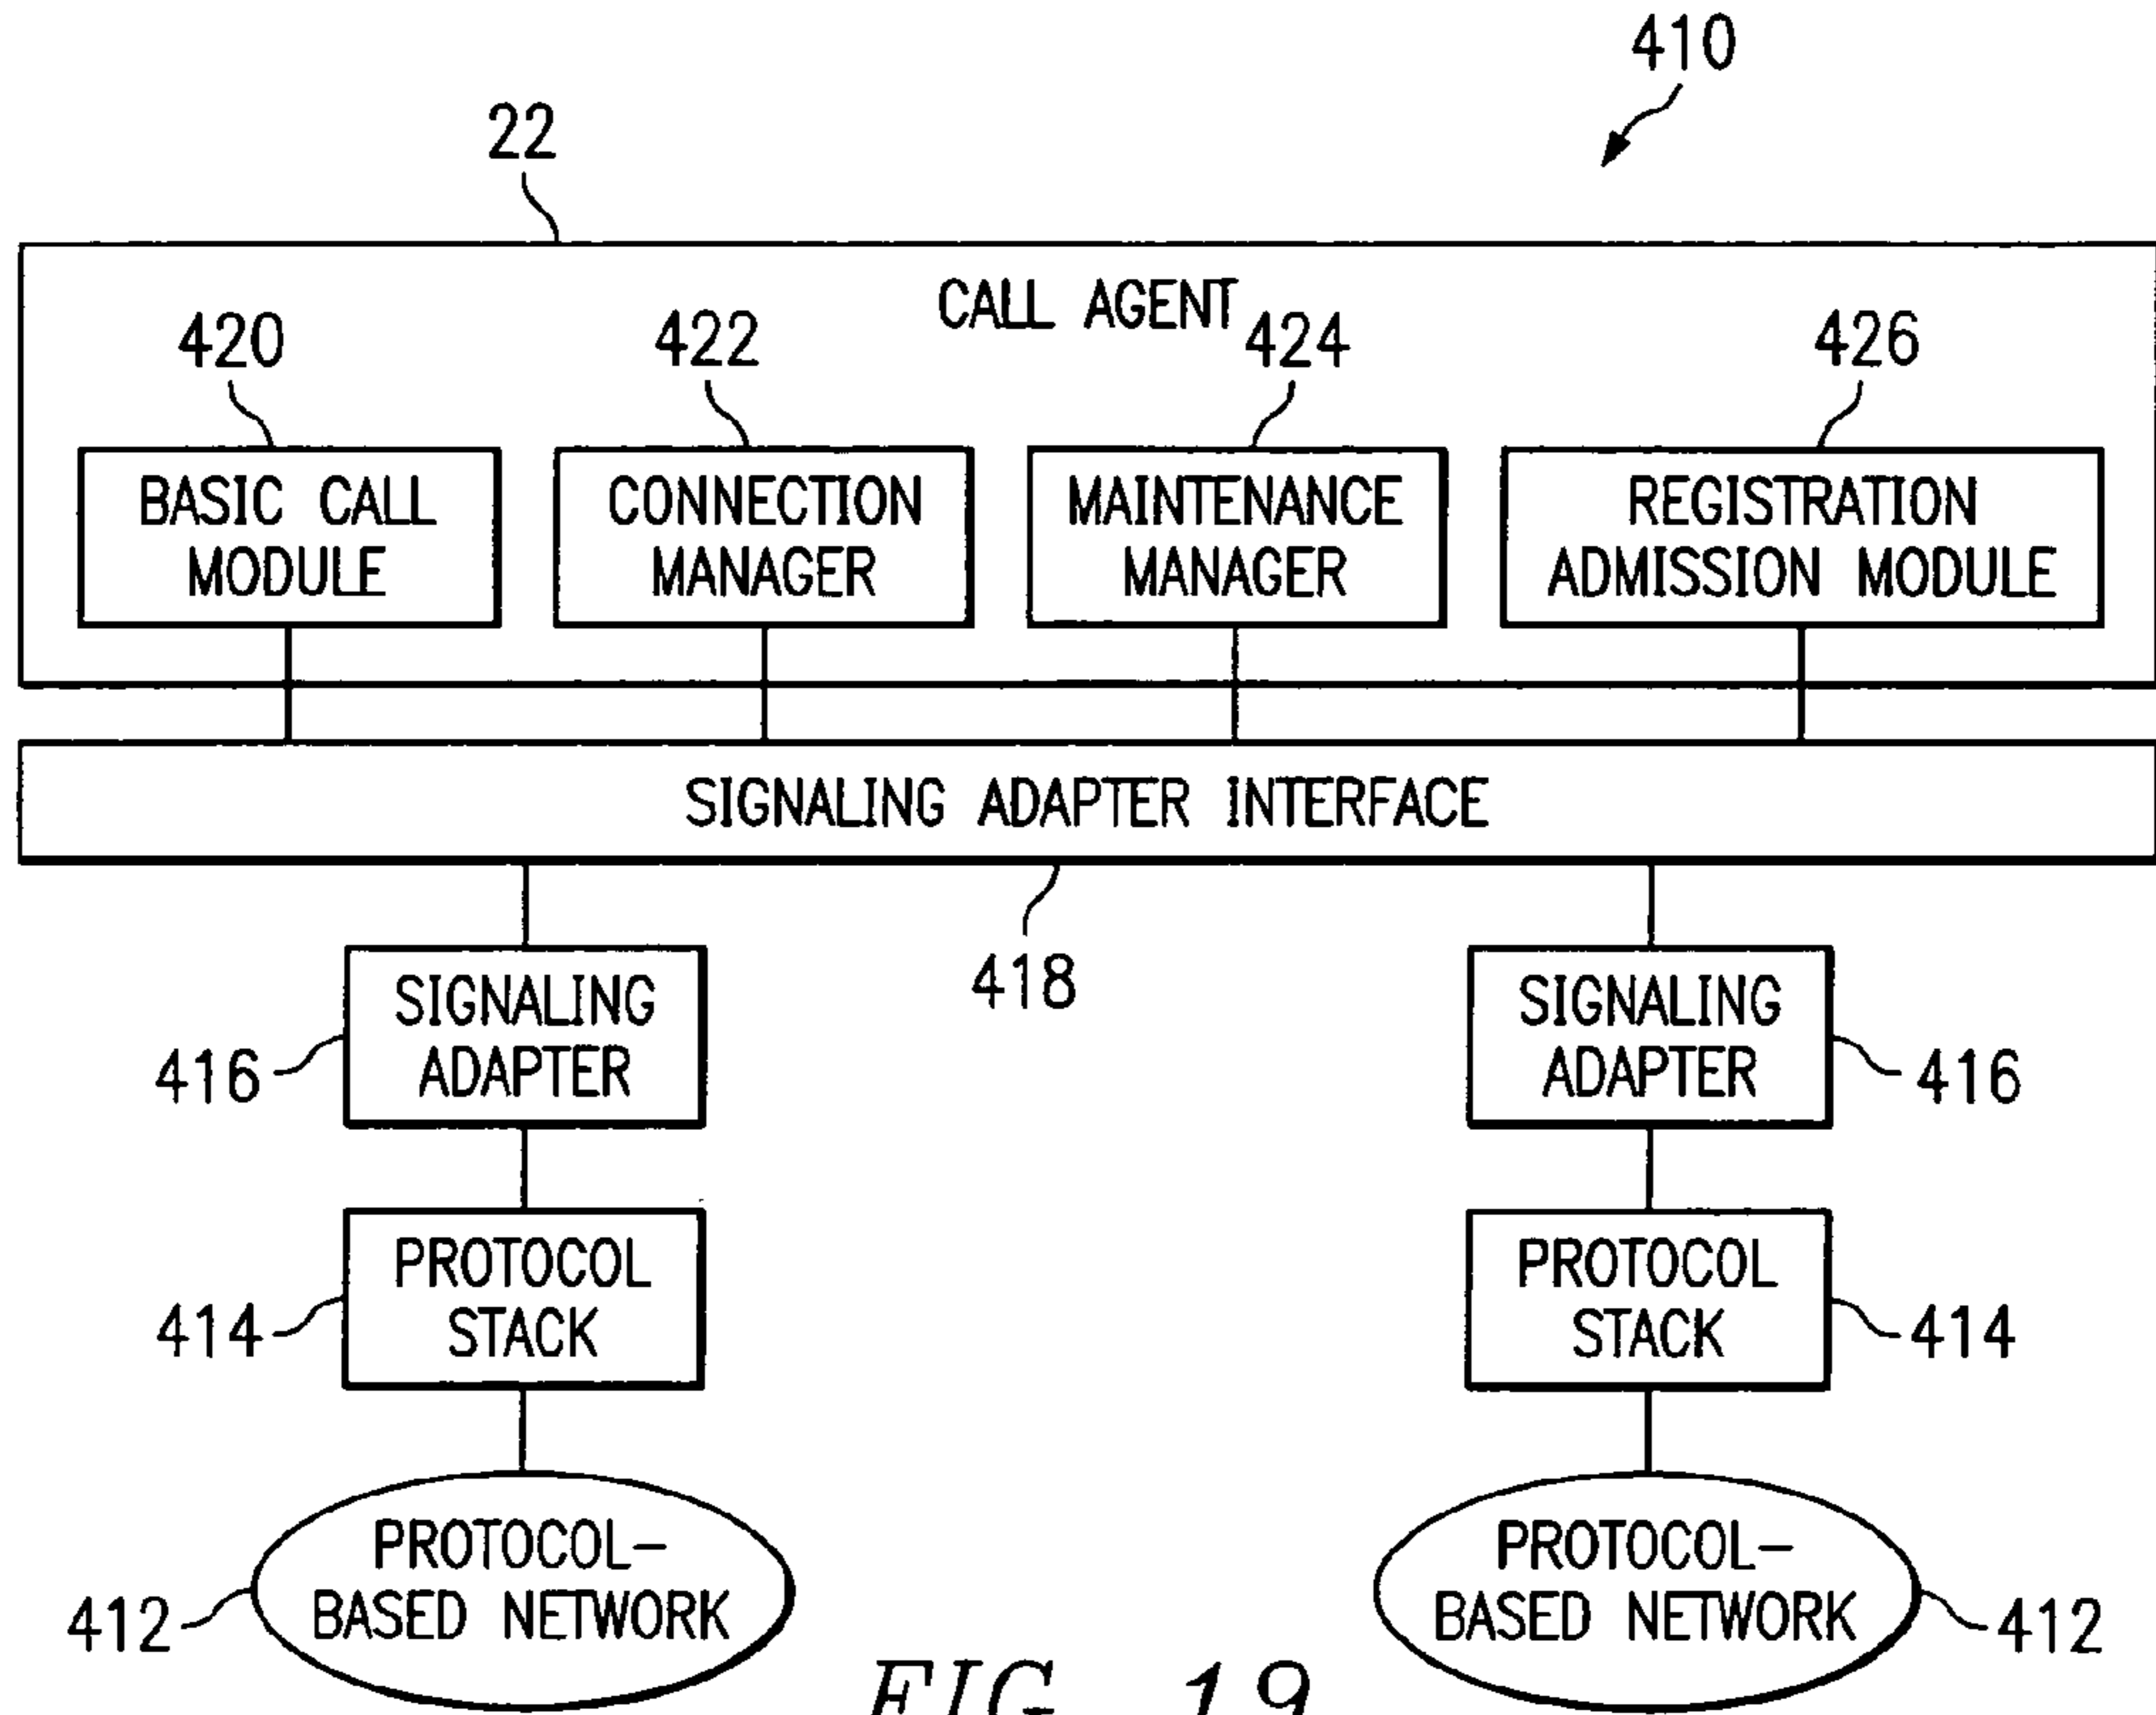 410
22
CALL AGENT
420
422
424
426
BASIC CALL
MODULE
CONNECTION
MANAGER
MAINTENANCE
MANAGER
REGISTRATION
ADMISSION MODULE
SIGNALING ADAPTER INTERFACE
418
SIGNALING
ADAPTER
416
SIGNALING
ADAPTER
416
PROTOCOL
STACK
414
PROTOCOL
STACK
414
PROTOCOL-
BASED NETWORK
412
PROTOCOL-
BASED NETWORK
412
FIG. 19